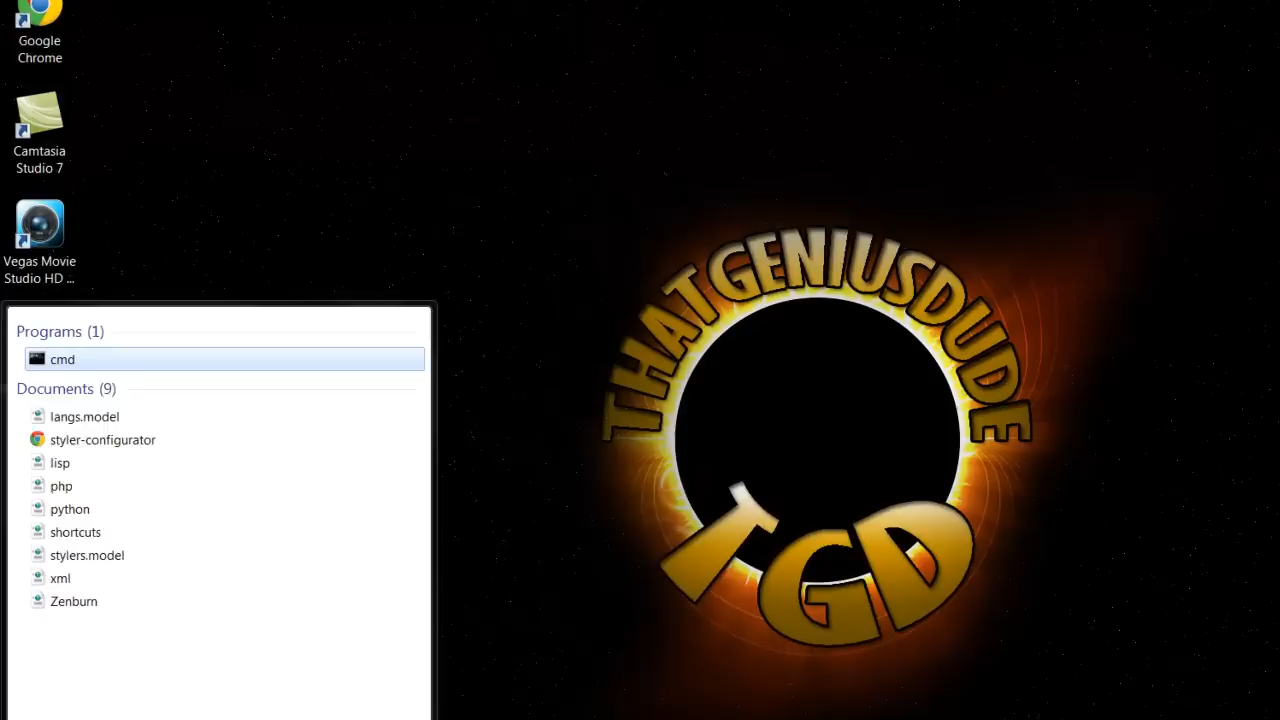 Google
Chrome
Camtasia
Studio 7
Vegas Movie
Studio HD ...
Programs (1)
cmd
Documents (9)
langs.model
styler-configurator
lisp
php
python
shortcuts
stylers.model
xml
Zenburn
THATGENIUSDUDE
TGD